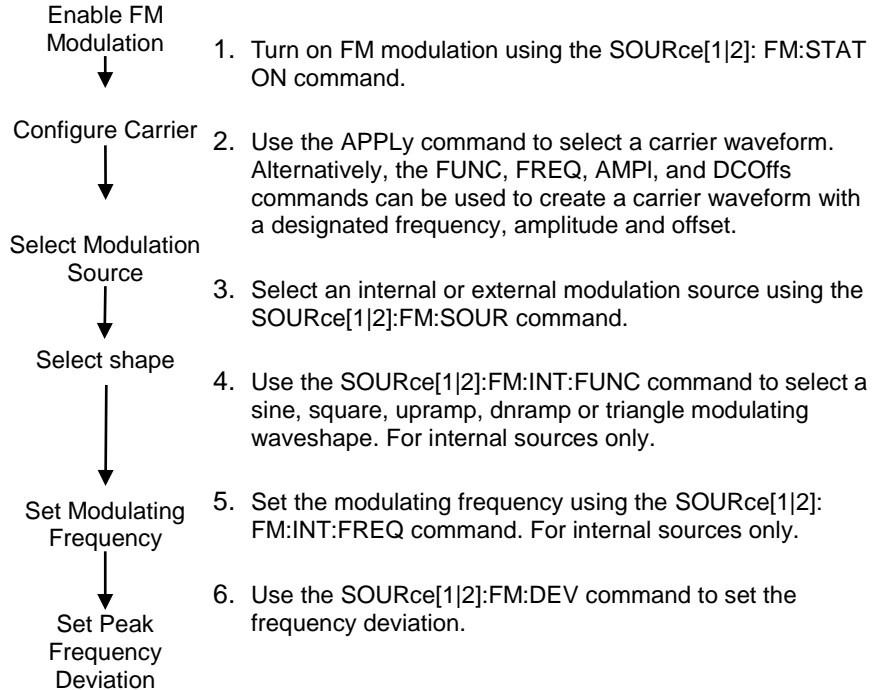 Enable FM
Modulation
1. Turn on FM modulation using the SOURce[1|2]: FM:STAT
ON command.
Configure Carrier
2. Use the APPLy command to select a carrier waveform.
Alternatively, the FUNC, FREQ, AMPl, and DCOffs
commands can be used to create a carrier waveform with
a designated frequency, amplitude and offset.
Select Modulation
Source
3. Select an internal or external modulation source using the
SOURce[1|2]:FM:SOUR command.
Select shape
4. Use the SOURce[1|2]:FM:INT:FUNC command to select a
sine, square, upramp, dnramp or triangle modulating
waveshape. For internal sources only.
Set Modulating
Frequency
5. Set the modulating frequency using the SOURce[1|2]:
FM:INT:FREQ command. For internal sources only.
Set Peak
Frequency
Deviation
6. Use the SOURce[1|2]:FM:DEV command to set the
frequency deviation.